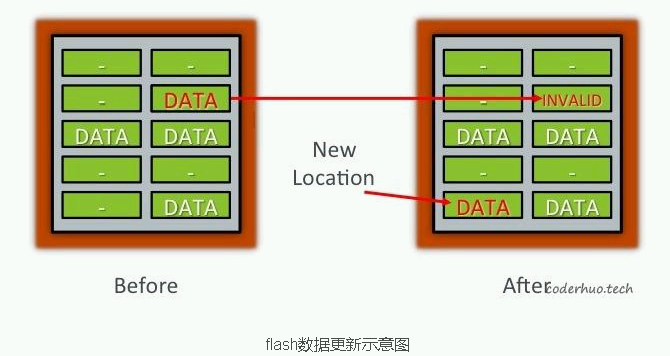 - - - -
- DATA - INVALID
DATA DATA DATA DATA
New
Location
- - - -
- DATA DATA DATA
Before After
coderhuo.tech
flash数据更新示意图